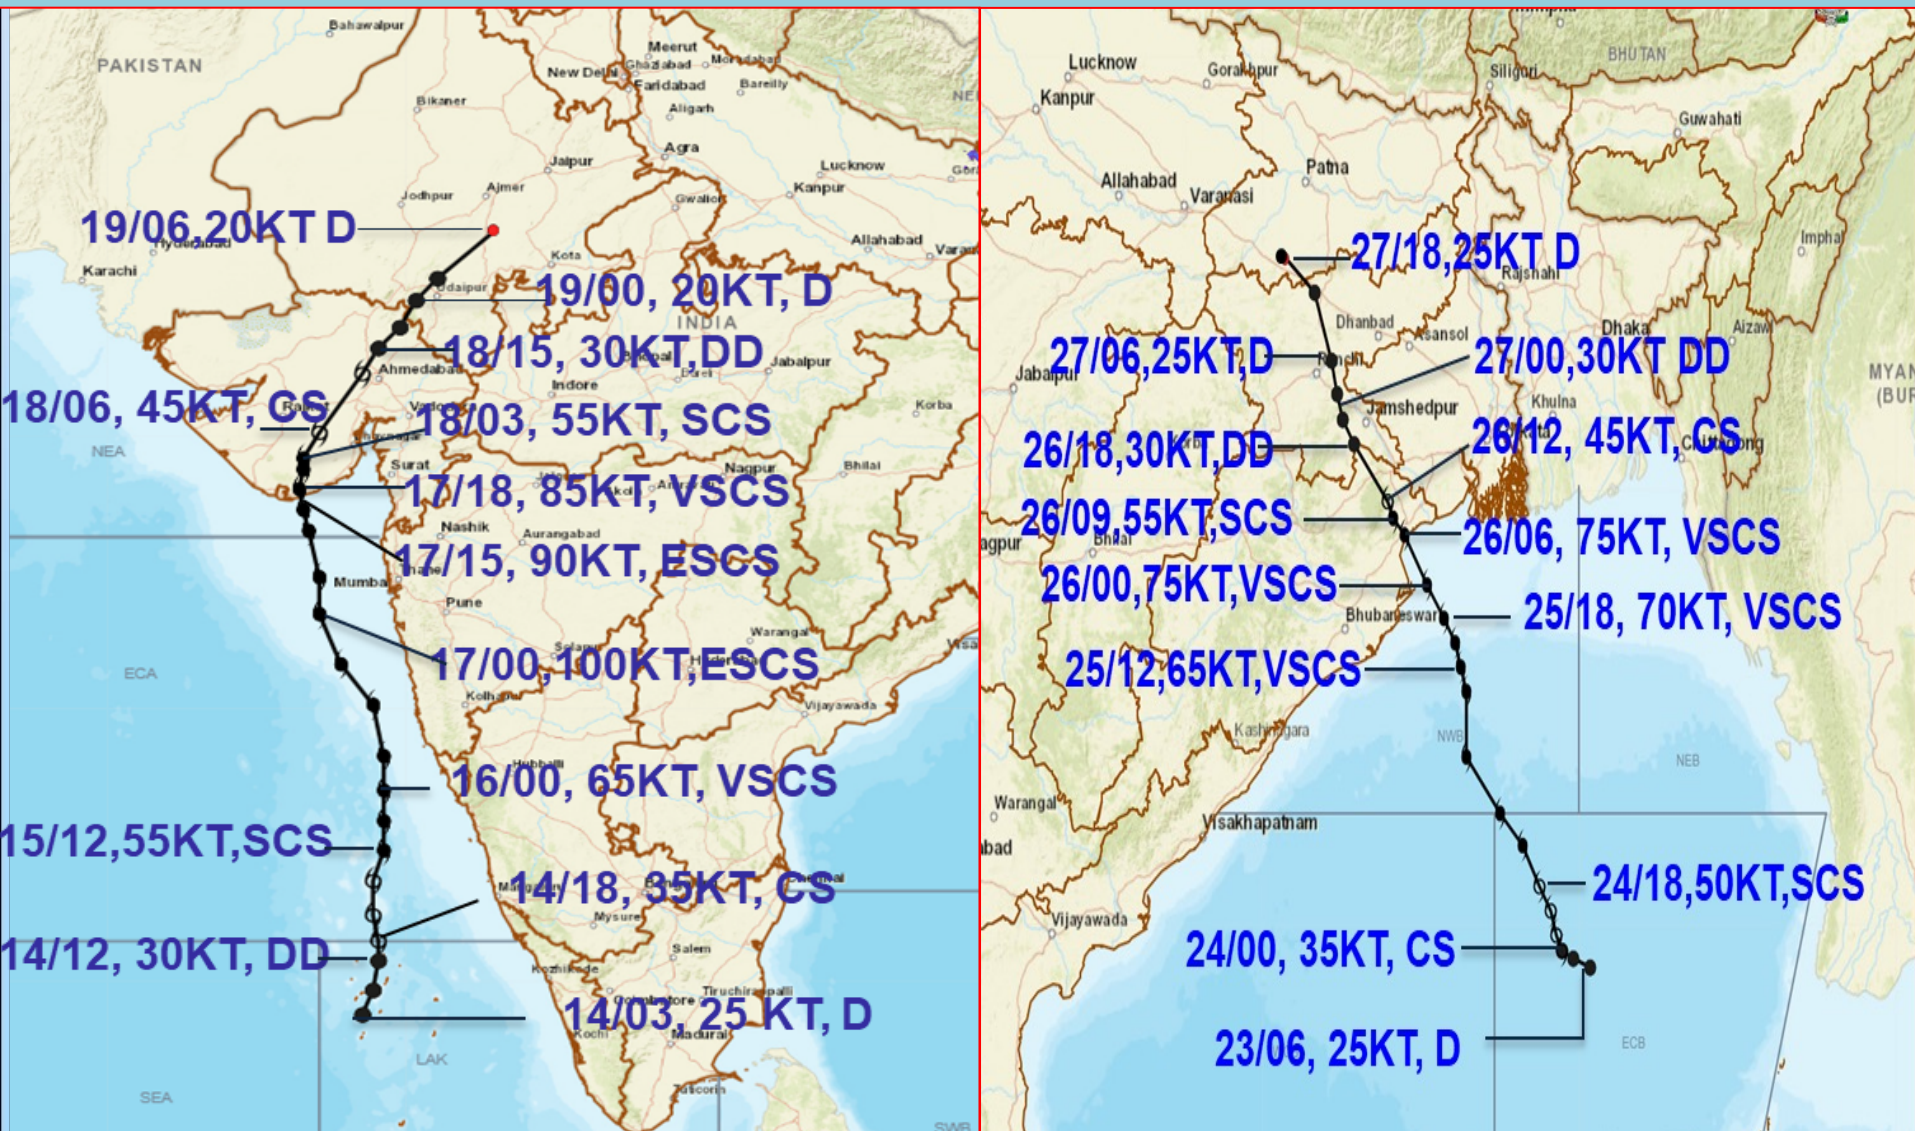 Bahawalpur
PAKISTAN
Meerut
New Delhi
Ghaziabad
Moradabad
Faridabad
Bareilly
Bikaner
Aligarh
Agra
Jaipur
Lucknow
Jodhpur
Ajmer
Kanpur
Gwalior
19/06,20KT D
Hyderabad
Allahabad
Karachi
Kota
Udaipur
19/00, 20KT, D
INDIA
18/15, 30KT,DD
Jabalpur
Ahmedabad
Indore
18/06, 45KT, CS
18/03, 55KT, SCS
Korba
NEA
Surat
Nagpur
Bhilai
17/18, 85KT, VSCS
Nashik
Aurangabad
17/15, 90KT, ESCS
Thane
Mumbai
Pune
Warangal
17/00,100KT,ESCS
ECA
Kolhapur
Vijayawada
Hubballi
16/00, 65KT, VSCS
15/12,55KT,SCS
14/18, 35KT, CS
Mysure
14/12, 30KT, DD
Salem
Kozhikode
Coimbatore
Tiruchirappalli
14/03, 25 KT, D
Kochi
Madurai
LAK
Tuticorin
SEA
SWB
Lucknow
Gorakhpur
Siliguri
BHUTAN
Kanpur
Guwahati
Patna
Allahabad
Varanasi
Imphal
27/18,25KT D
Rajshahi
Dhanbad
Asansol
Dhaka
Aizawl
27/06,25KT,D
Ranchi
27/00,30KT DD
Jabalpur
Jamshedpur
Khulna
26/18,30KT,DD
26/12, 45KT, CS
Chittagong
26/09,55KT,SCS
26/06, 75KT, VSCS
Bhilai
26/00,75KT,VSCS
Bhubaneswar
25/18, 70KT, VSCS
25/12,65KT,VSCS
NWB
NEB
Warangal
Visakhapatnam
24/18,50KT,SCS
Vijayawada
24/00, 35KT, CS
23/06, 25KT, D
ECB